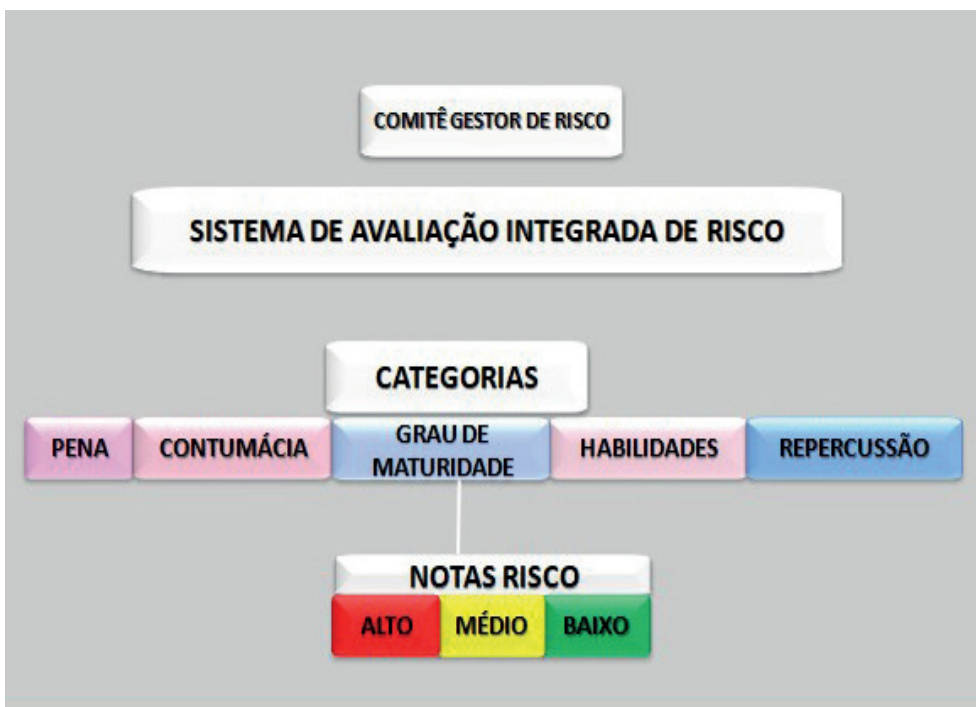 COMITÊ GESTOR DE RISCO
SISTEMA DE AVALIAÇÃO INTEGRADA DE RISCO
CATEGORIAS
PENA
CONTUMÁCIA
GRAU DE
MATURIDADE
HABILIDADES
REPERCUSSÃO
NOTAS RISCO
ALTO
MÉDIO
BAIXO